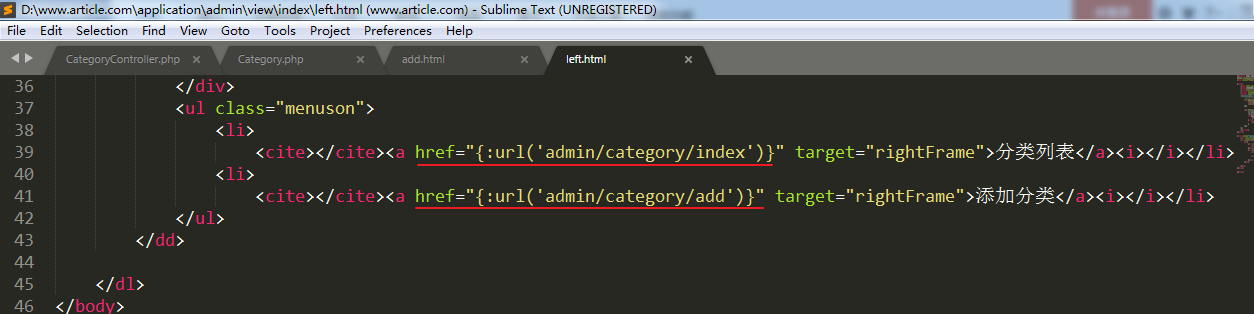 D:\www.article.com\application\admin\view\index\left.html (www.article.com) - Sublime Text (UNREGISTERED)
File Edit Selection Find View Goto Tools Project Preferences Help
CategoryController.php × Category.php × add.html × left.html ×
36 </div>
37 <ul class="menuson">
38 <li>
39 <cite></cite><a href="{:url('admin/category/index')}" target="rightFrame">分类列表</a><i></i></li>
40 <li>
41 <cite></cite><a href="{:url('admin/category/add')}" target="rightFrame">添加分类</a><i></i></li>
42 </ul>
43 </dd>
44
45 </dl>
46 </body>